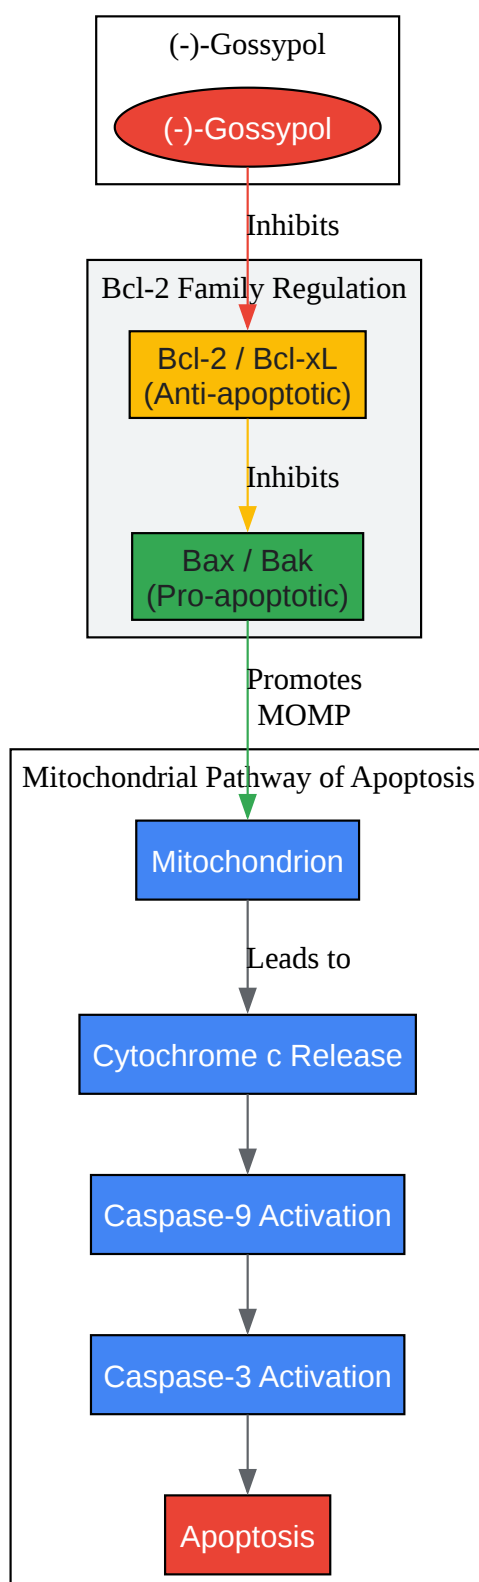 (-)-Gossypol
(-)-Gossypol
Inhibits
Bcl-2 Family Regulation
Bcl-2 / Bcl-xL
(Anti-apoptotic)
Inhibits
Bax / Bak
(Pro-apoptotic)
Promotes
MOMP
Mitochondrial Pathway of Apoptosis
Mitochondrion
Leads to
Cytochrome c Release
Caspase-9 Activation
Caspase-3 Activation
Apoptosis